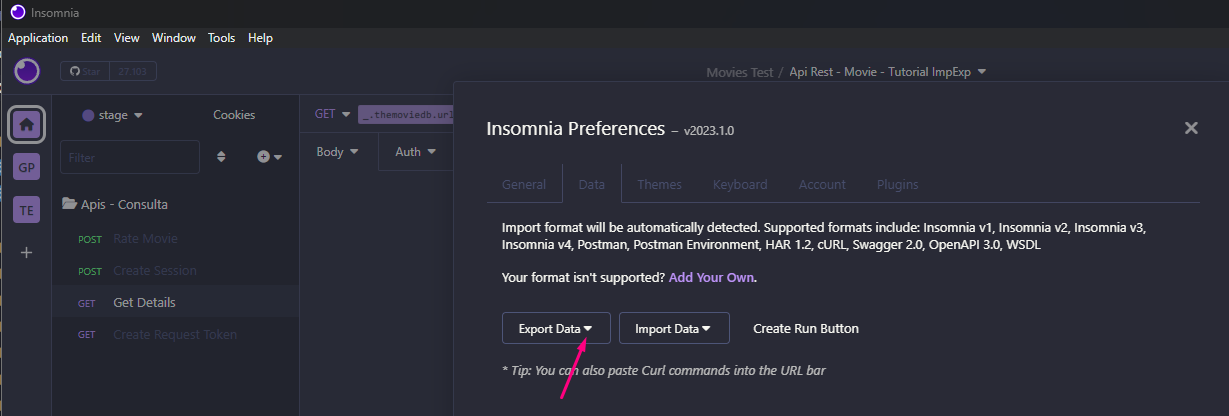 Insomnia
Application Edit View Window Tools Help
Star 27,103
Movies Test / Api Rest - Movie - Tutorial ImpExp
stage Cookies
GET _.themoviedb.url
Insomnia Preferences – v2023.1.0
Filter
Body Auth
GP
General Data Themes Keyboard Account Plugins
TE
Apis - Consulta
Import format will be automatically detected. Supported formats include: Insomnia v1, Insomnia v2, Insomnia v3,
Insomnia v4, Postman, Postman Environment, HAR 1.2, cURL, Swagger 2.0, OpenAPI 3.0, WSDL
POST Rate Movie
POST Create Session
Your format isn't supported? Add Your Own.
GET Get Details
GET Create Request Token
Export Data Import Data Create Run Button
* Tip: You can also paste Curl commands into the URL bar